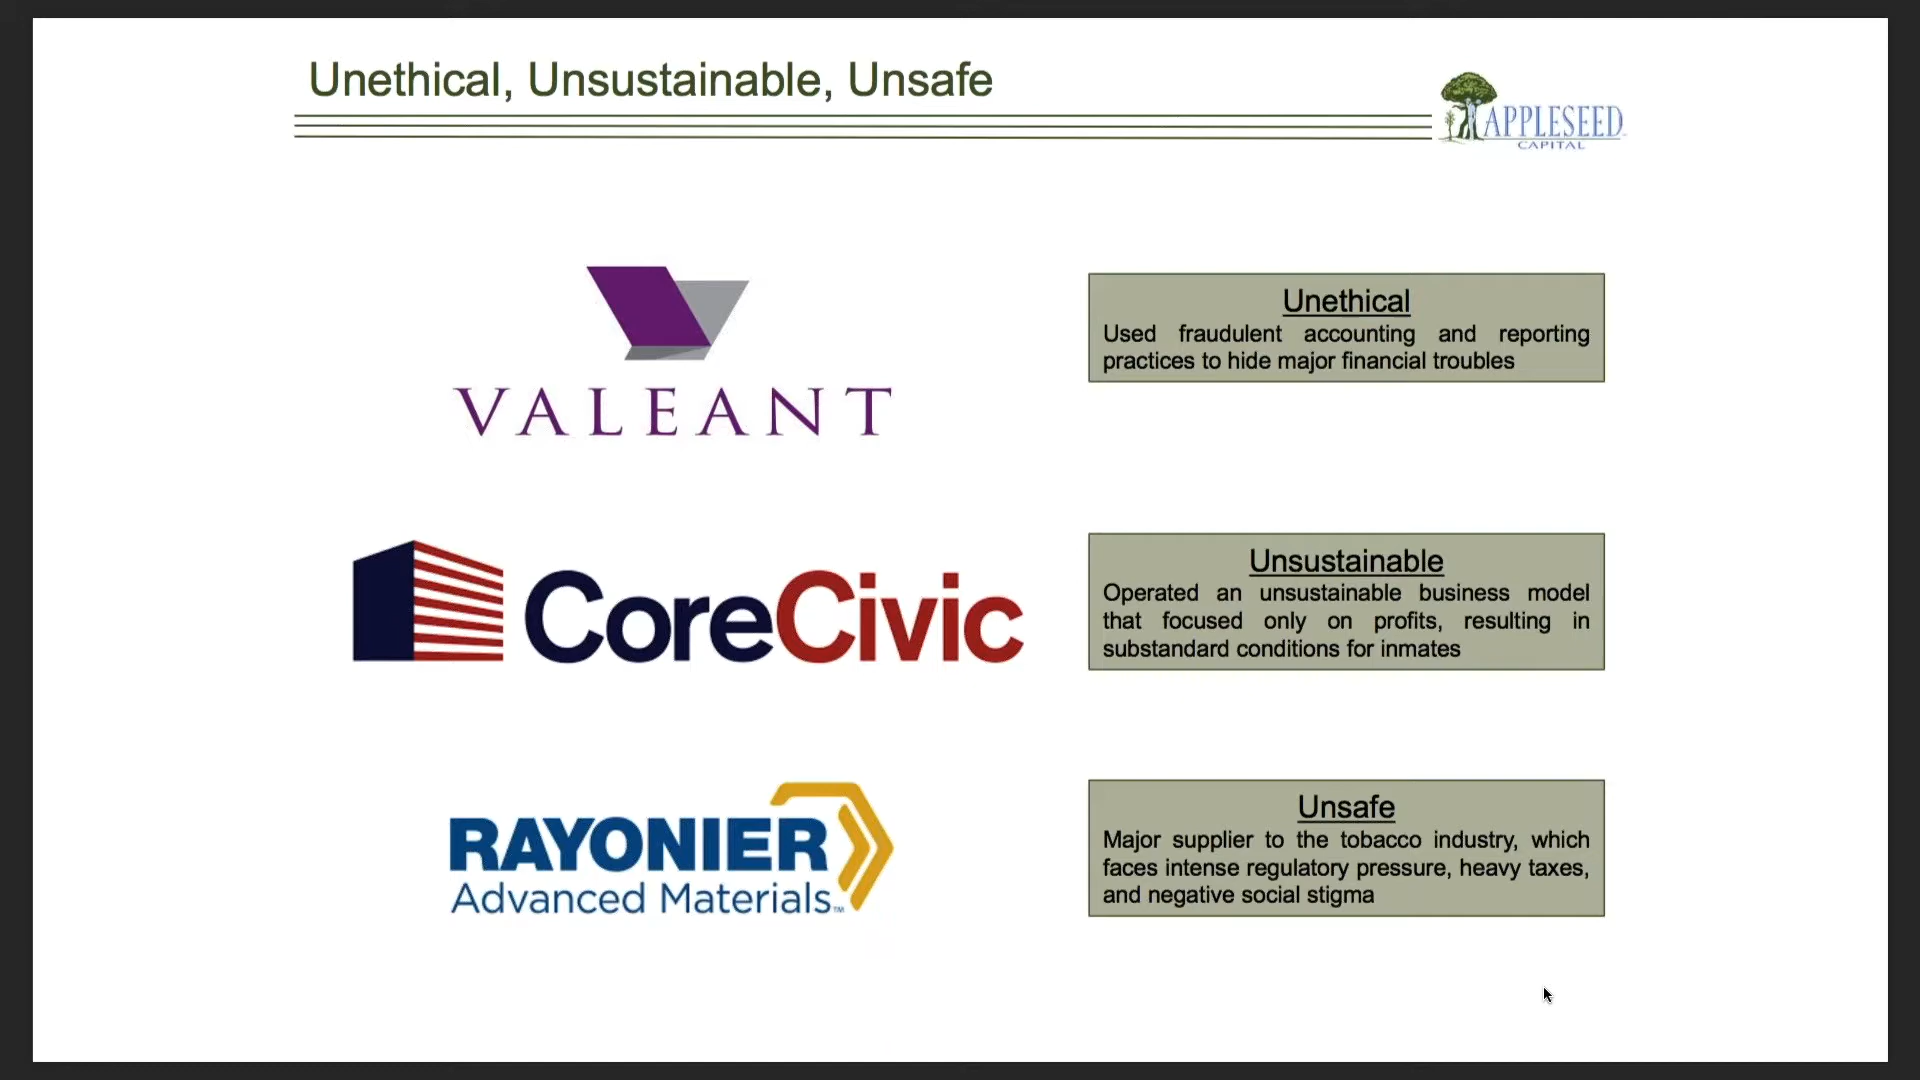 Unethical, Unsustainable, Unsafe
APPLESEED
CAPITAL
VALEANT
Unethical
Used fraudulent accounting and reporting
practices to hide major financial troubles
CoreCivic
Unsustainable
Operated an unsustainable business model
that focused only on profits, resulting in
substandard conditions for inmates
RAYONIER
Advanced Materials™
Unsafe
Major supplier to the tobacco industry, which
faces intense regulatory pressure, heavy taxes,
and negative social stigma